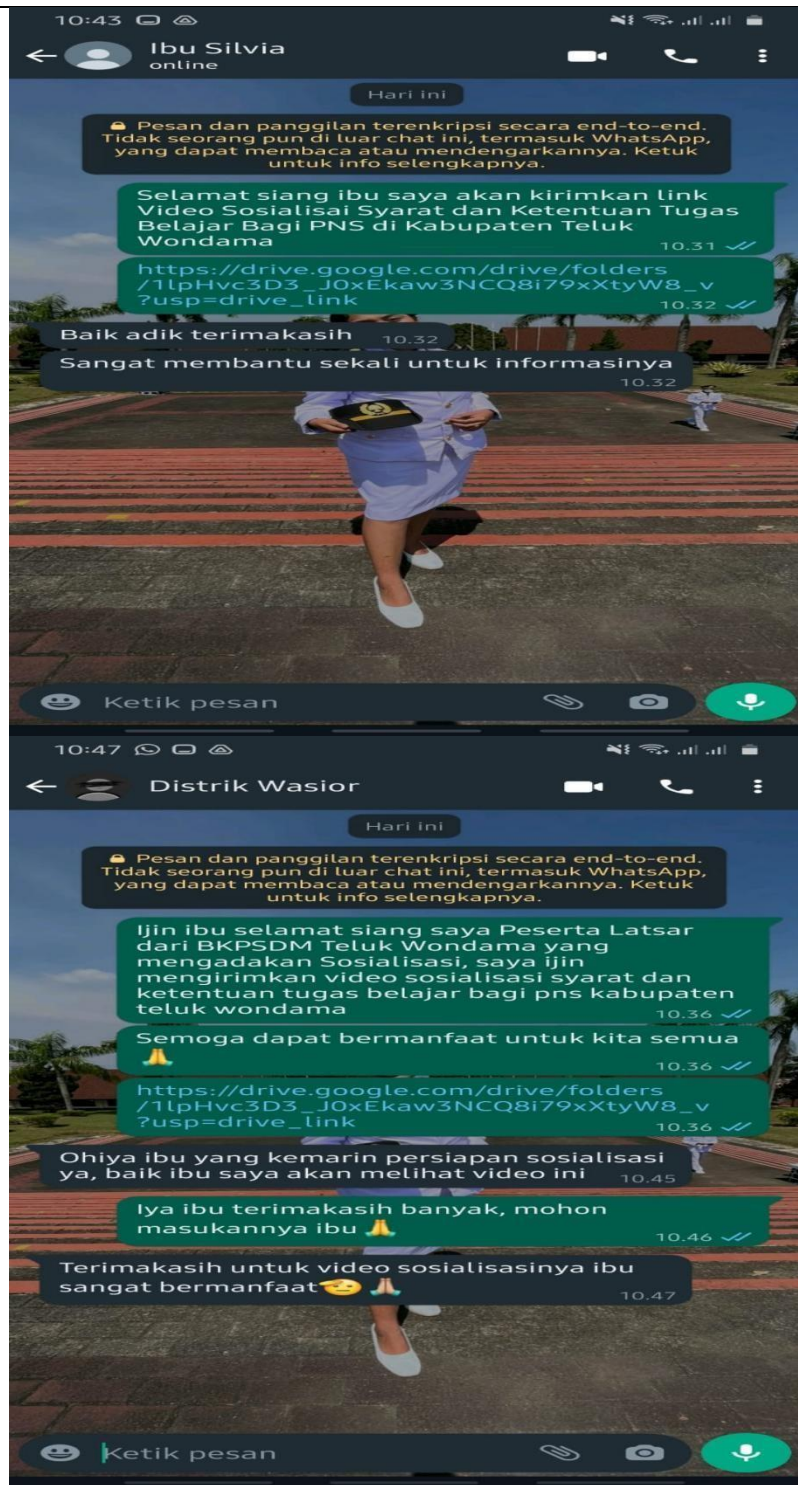 10:43
Ibu Silvia
online
Hari ini
Pesan dan panggilan terenkripsi secara end-to-end.
Tidak seorang pun di luar chat ini, termasuk WhatsApp,
yang dapat membaca atau mendengarkannya. Ketuk
untuk info selengkapnya.
Selamat siang ibu saya akan kirimkan link
Video Sosialisai Syarat dan Ketentuan Tugas
Belajar Bagi PNS di Kabupaten Teluk
Wondama
10.31
https://drive.google.com/drive/folders
/1lpHvc3D3_J0xEkaw3NCQ8i79xXtyW8_v
?usp=drive_link
10.32
Baik adik terimakasih 10.32
Sangat membantu sekali untuk informasinya
10.32
Ketik pesan
10:47
Distrik Wasior
Hari ini
Pesan dan panggilan terenkripsi secara end-to-end.
Tidak seorang pun di luar chat ini, termasuk WhatsApp,
yang dapat membaca atau mendengarkannya. Ketuk
untuk info selengkapnya.
Ijin ibu selamat siang saya Peserta Latsar
dari BKPSDM Teluk Wondama yang
mengadakan Sosialisasi, saya ijin
mengirimkan video sosialisasi syarat dan
ketentuan tugas belajar bagi pns kabupaten
teluk wondama
10.36
Semoga dapat bermanfaat untuk kita semua
🙏
10.36
https://drive.google.com/drive/folders
/1lpHvc3D3_J0xEkaw3NCQ8i79xXtyW8_v
?usp=drive_link
10.36
Ohiya ibu yang kemarin persiapan sosialisasi
ya, baik ibu saya akan melihat video ini 10.45
Iya ibu terimakasih banyak, mohon
masukannya ibu 🙏
10.46
Terimakasih untuk video sosialisasinya ibu
sangat bermanfaat🫡🙏
10.47
Ketik pesan